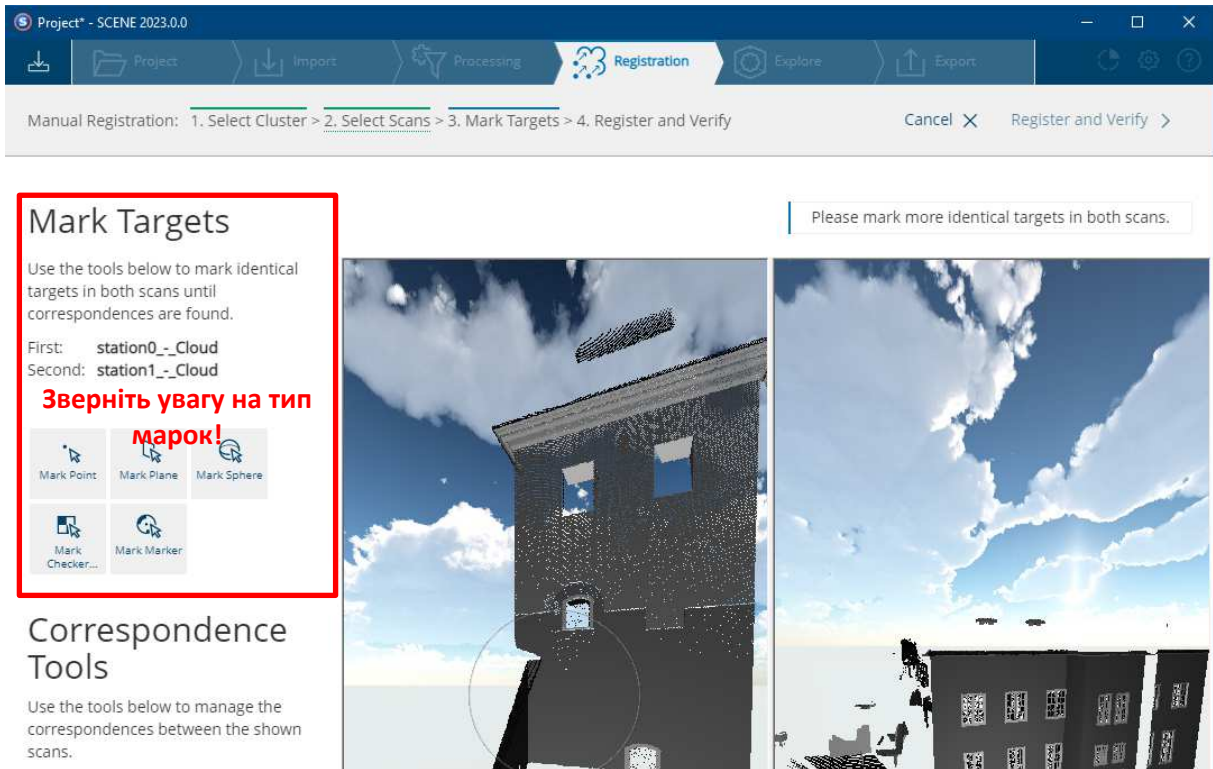 Project* - SCENE 2023.0.0
Project
Import
Processing
Registration
Explore
Export
Manual Registration: 1. Select Cluster > 2. Select Scans > 3. Mark Targets > 4. Register and Verify
Cancel
Register and Verify >
Mark Targets
Use the tools below to mark identical
targets in both scans until
correspondences are found.
First: station0_-_Cloud
Second: station1_-_Cloud
Зверніть увагу на тип
марок!
Mark Point
Mark Plane
Mark Sphere
Mark
Checker...
Mark Marker
Please mark more identical targets in both scans.
Correspondence
Tools
Use the tools below to manage the
correspondences between the shown
scans.